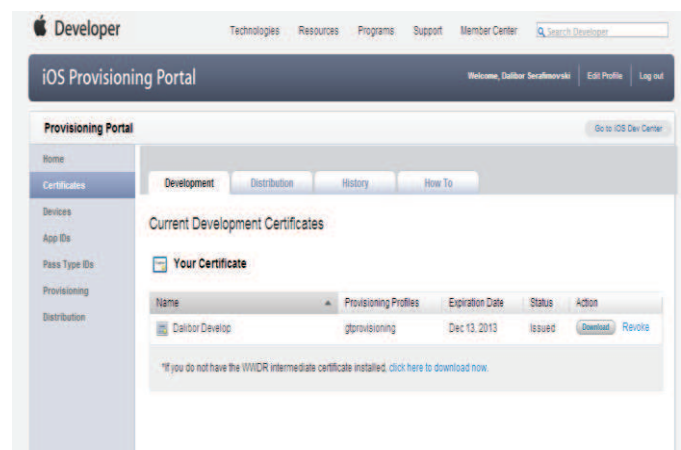 Developer Technologies Resources Programs Support Member Center Search Developer
iOS Provisioning Portal Welcome, Dalibor Serafimovski Edit Profile Log out
Provisioning Portal Go to iOS Dev Center
Home
Certificates
Devices
App IDs
Pass Type IDs
Provisioning
Distribution
Development Distribution History How To
Current Development Certificates
Your Certificate
Name Provisioning Profiles Expiration Date Status Action
Dalibor Develop gtprovisioning Dec 13, 2013 Issued Download Revoke
*If you do not have the WWDR intermediate certificate installed, click here to download now.